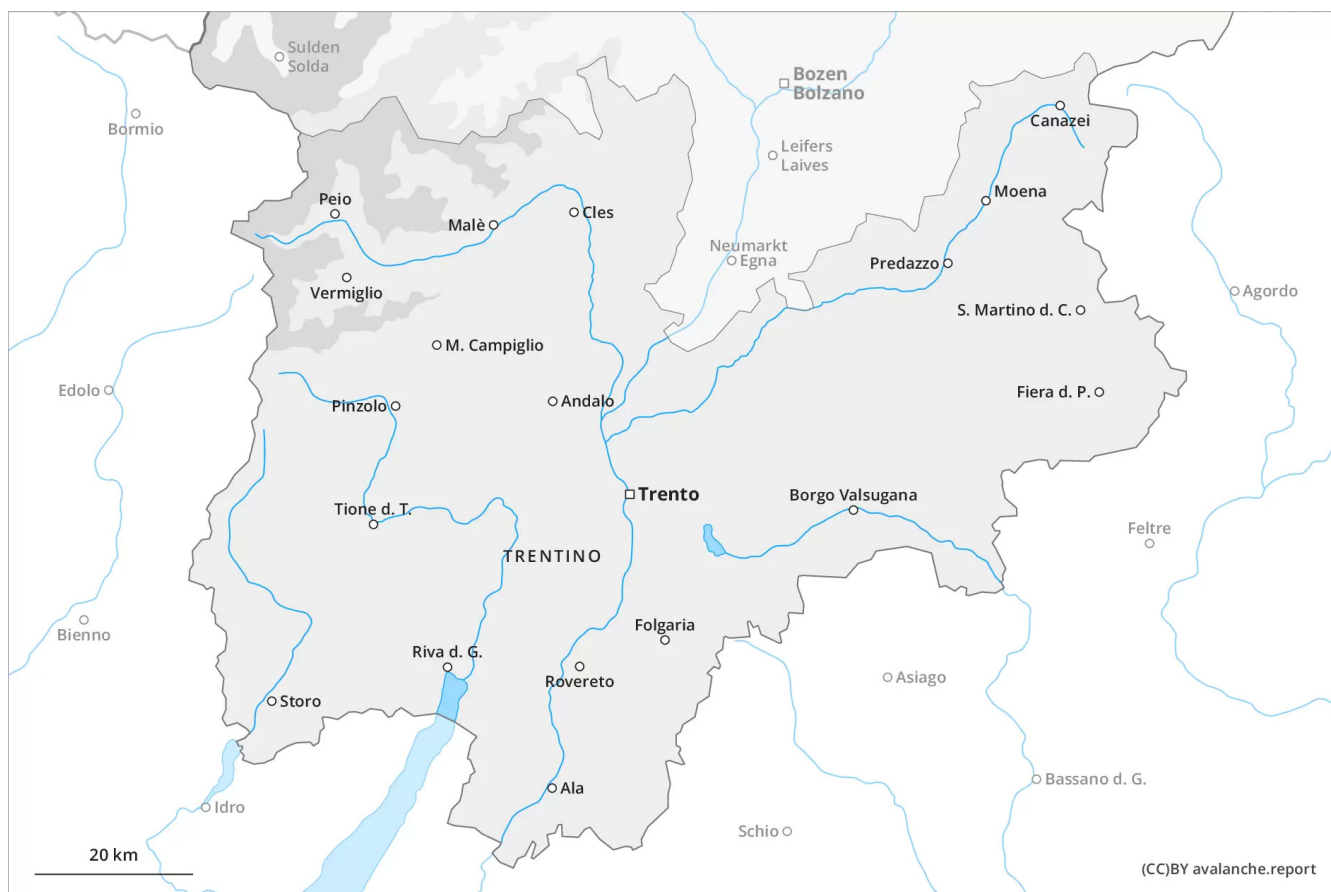 Sulden
Solda
Bozen
Bolzano
Bormio
Canazei
Leifers
Laives
Peio
Moena
Malè
Cles
Neumarkt
Egna
Predazzo
Vermiglio
Agordo
S. Martino d. C.
M. Campiglio
Edolo
Pinzolo
Andalo
Fiera d. P.
Trento
Borgo Valsugana
Tione d. T.
Feltre
TRENTINO
Bienno
Folgaria
Riva d. G.
Rovereto
Asiago
Storo
Bassano d. G.
Ala
Idro
Schio
20 km
(CC)BY avalanche.report